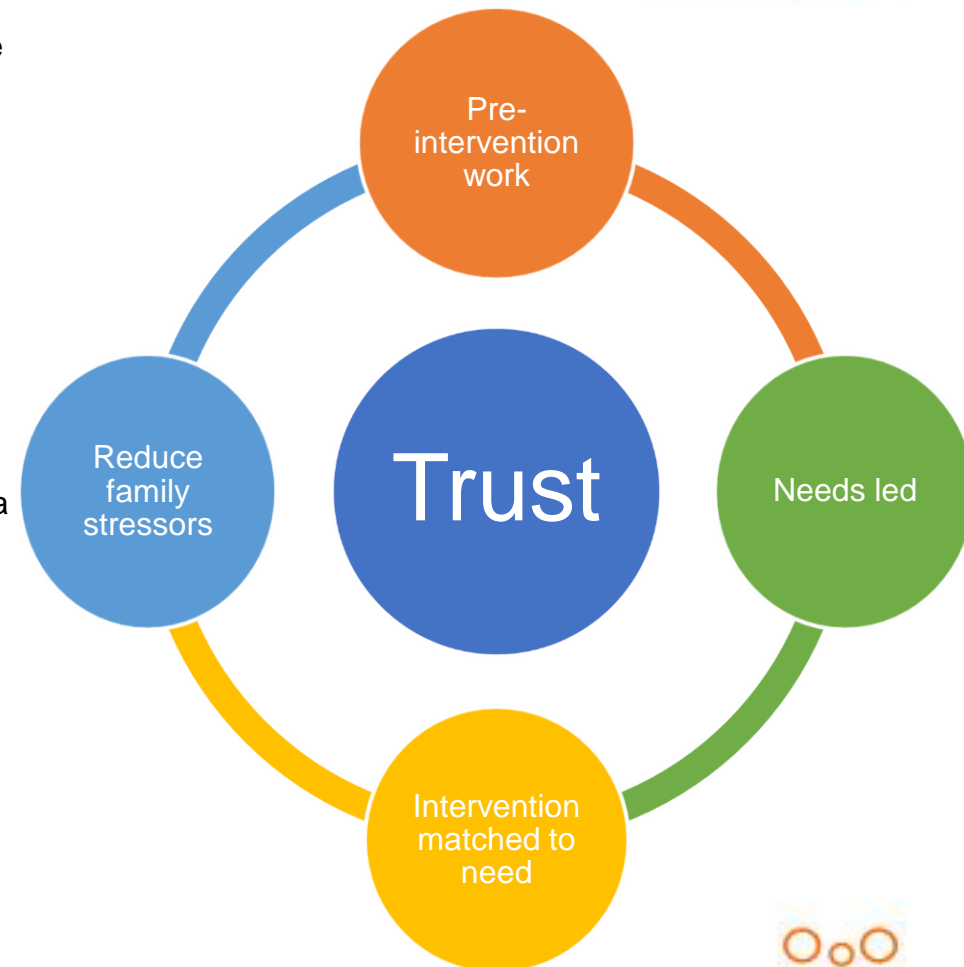 e
Pre-
intervention
work
Reduce
family
stressors
a
Trust
Needs led
Intervention
matched to
need